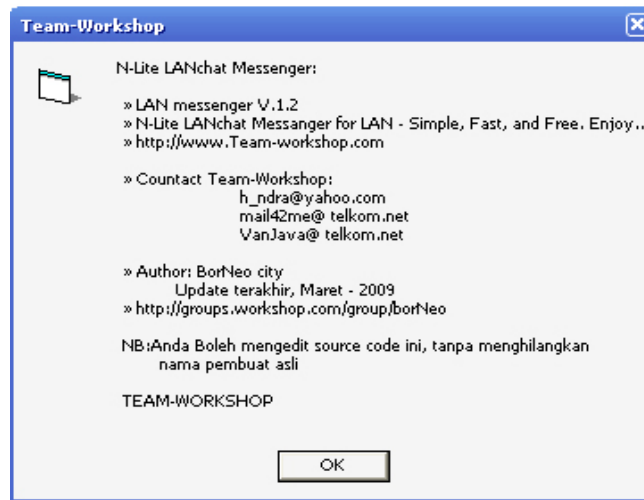 Team-Workshop
N-Lite LANchat Messenger:
» LAN messenger V.1.2
» N-Lite LANchat Messanger for LAN - Simple, Fast, and Free. Enjoy..
» http://www.Team-workshop.com
» Countact Team-Workshop:
h_ndra@yahoo.com
mail42me@ telkom.net
VanJava@ telkom.net
» Author: BorNeo city
Update terakhir, Maret - 2009
» http://groups.workshop.com/group/borNeo
NB:Anda Boleh mengedit source code ini, tanpa menghilangkan
nama pembuat asli
TEAM-WORKSHOP
OK